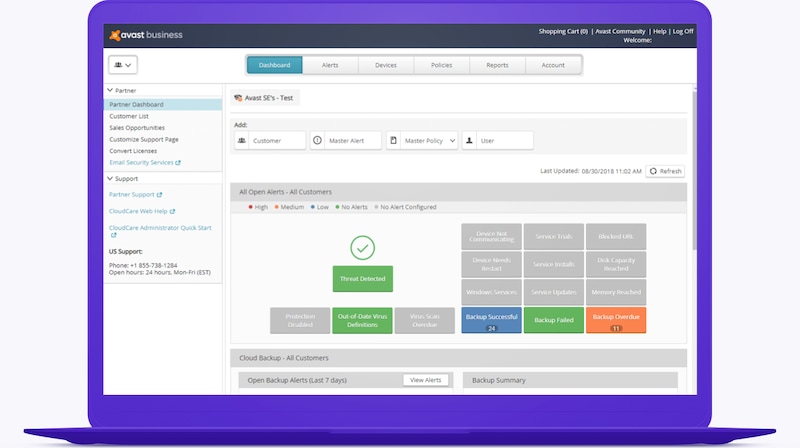 avast business
Shopping Cart (0) | Avast Community | Help | Log Off
Welcome:
Dashboard Alerts Devices Policies Reports Account
Partner
Partner Dashboard
Customer List
Sales Opportunities
Customize Support Page
Convert Licenses
Email Security Services
Support
Partner Support
CloudCare Web Help
CloudCare Administrator Quick Start
US Support:
Phone: +1 855-738-1284
Open hours: 24 hours, Mon-Fri (EST)
Avast SE's - Test
Add:
Customer Master Alert Master Policy User
Last Updated: 08/30/2018 11:02 AM Refresh
All Open Alerts - All Customers
High Medium Low No Alerts No Alert Configured
Threat Detected
Protection
Disabled
Out-of-Date Virus
Definitions
Virus Scan
Overdue
Device Not
Communicating
Service Trials
Blocked URL
Device Needs
Restart
Service Installs
Disk Capacity
Reached
Windows Services
Service Updates
Memory Reached
Backup Successful
24
Backup Failed
Backup Overdue
11
Cloud Backup - All Customers
Open Backup Alerts (Last 7 days) View Alerts
Backup Summary